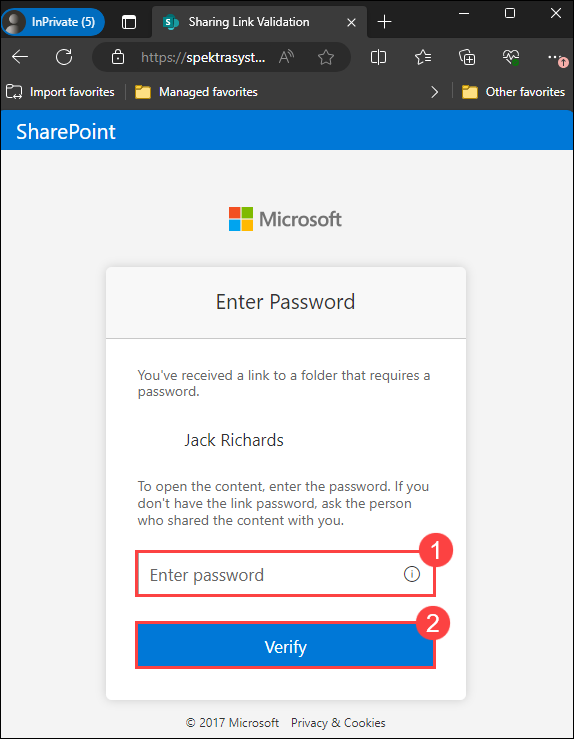 InPrivate (5)
Sharing Link Validation
https://spektrasyst...
Import favorites
Managed favorites
Other favorites
SharePoint
Microsoft
Enter Password
You've received a link to a folder that requires a
password.
Jack Richards
To open the content, enter the password. If you
don't have the link password, ask the person
who shared the content with you.
1
Enter password
2
Verify
© 2017 Microsoft Privacy & Cookies